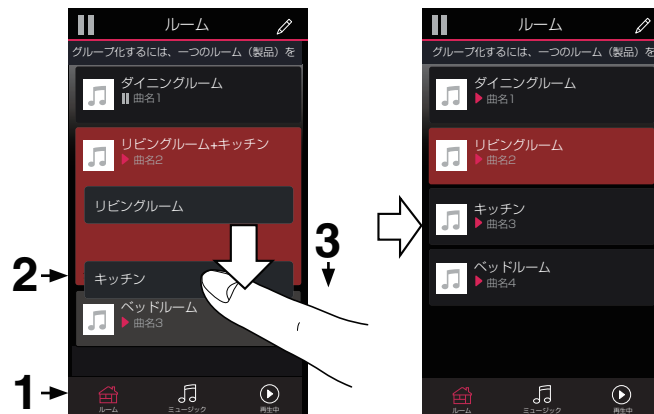 ルーム
グループ化するには、一つのルーム（製品）を
ダイニングルーム
曲名1
リビングルーム+キッチン
曲名2
リビングルーム
キッチン
ベッドルーム
曲名3
ルーム
ミュージック
再生中
1
2
3
ルーム
グループ化するには、一つのルーム（製品）を
ダイニングルーム
曲名1
リビングルーム
曲名2
キッチン
曲名3
ベッドルーム
曲名4
ルーム
ミュージック
再生中